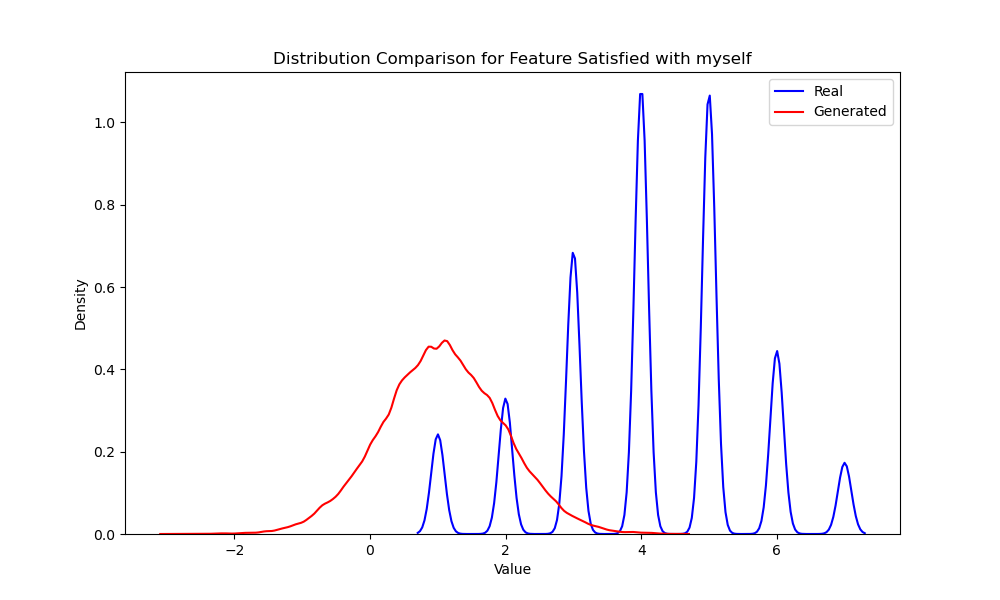 Distribution Comparison for Feature Satisfied with myself
Real
Generated
1.0
0.8
0.6
0.4
0.2
0.0
Density
−2
0
2
4
6
Value